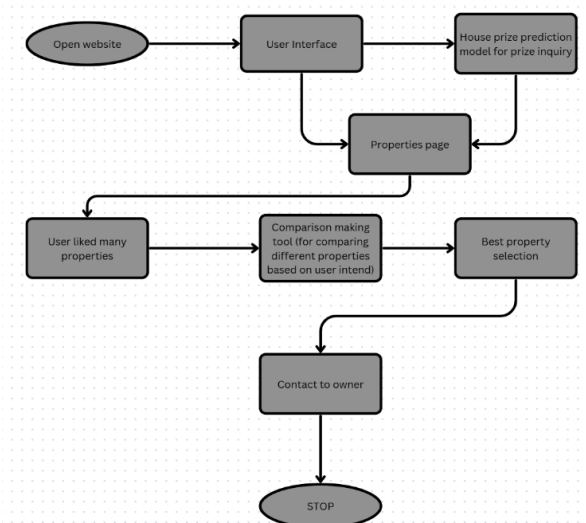 Open website
User Interface
House prize prediction
model for prize inquiry
Properties page
User liked many
properties
Comparison making
tool (for comparing
different properties
based on user intend)
Best property
selection
Contact to owner
STOP